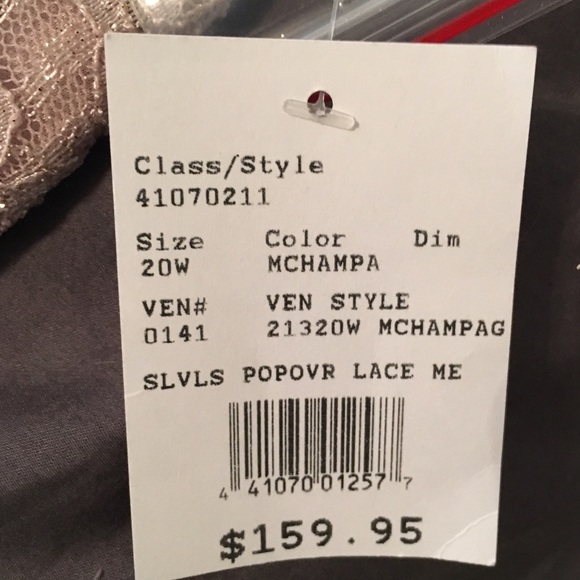 Class/Style
41070211
Size Color Dim
20W MCHAMPA
VEN# VEN STYLE
0141 21320W MCHAMPAG
SLVLS POPOVR LACE ME
4 41070 01257 7
$159.95